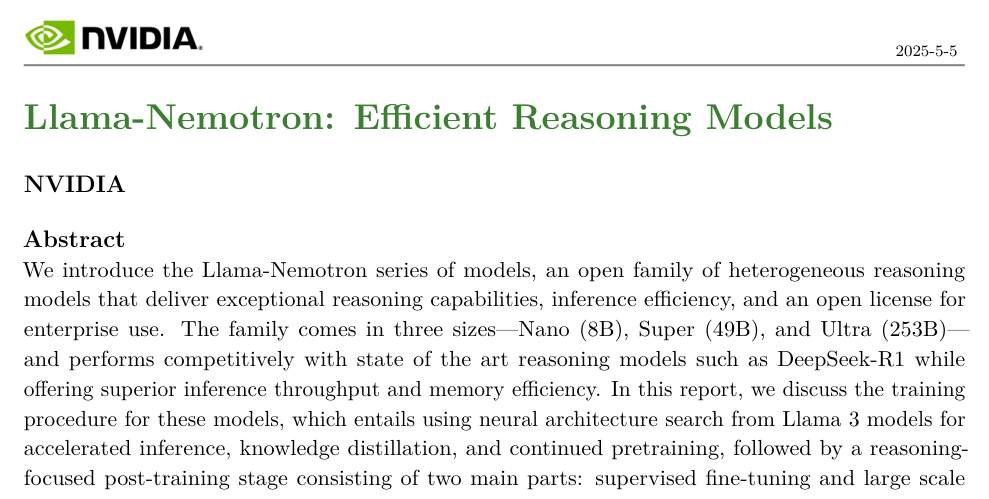 NVIDIA.
2025-5-5
Llama-Nemotron: Efficient Reasoning Models
NVIDIA
Abstract
We introduce the Llama-Nemotron series of models, an open family of heterogeneous reasoning
models that deliver exceptional reasoning capabilities, inference efficiency, and an open license for
enterprise use. The family comes in three sizes—Nano (8B), Super (49B), and Ultra (253B)—
and performs competitively with state of the art reasoning models such as DeepSeek-R1 while
offering superior inference throughput and memory efficiency. In this report, we discuss the training
procedure for these models, which entails using neural architecture search from Llama 3 models for
accelerated inference, knowledge distillation, and continued pretraining, followed by a reasoning-
focused post-training stage consisting of two main parts: supervised fine-tuning and large scale